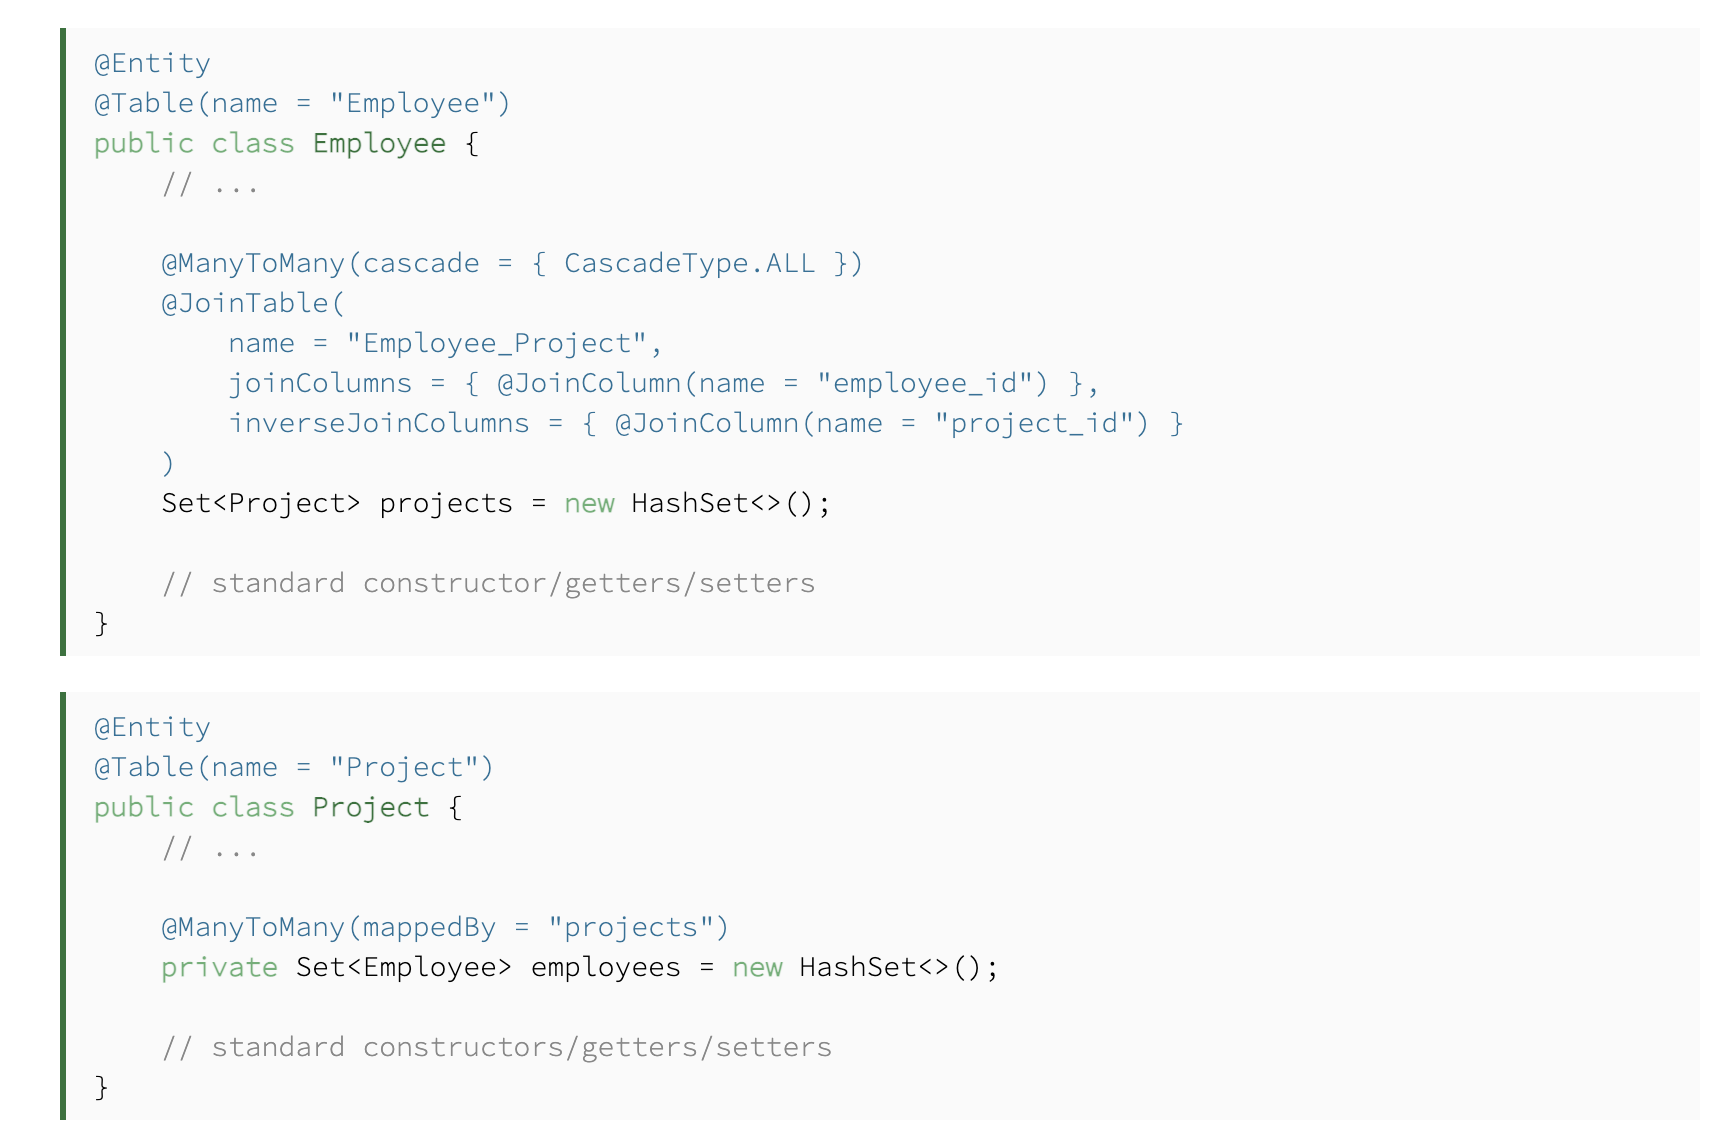 @Entity
@Table(name = "Employee")
public class Employee {
    // ...

    @ManyToMany(cascade = { CascadeType.ALL })
    @JoinTable(
        name = "Employee_Project",
        joinColumns = { @JoinColumn(name = "employee_id") },
        inverseJoinColumns = { @JoinColumn(name = "project_id") }
    )
    Set<Project> projects = new HashSet<>();

    // standard constructor/getters/setters
}

@Entity
@Table(name = "Project")
public class Project {
    // ...

    @ManyToMany(mappedBy = "projects")
    private Set<Employee> employees = new HashSet<>();

    // standard constructors/getters/setters
}